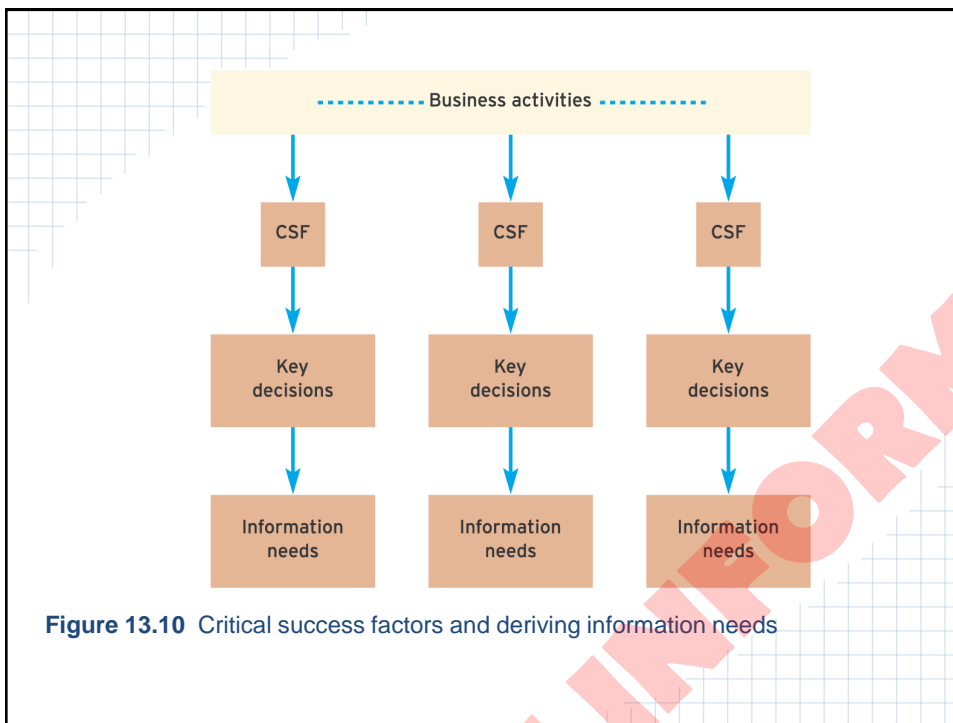 Business activities
CSF CSF CSF
Key Key Key
decisions decisions decisions
Information Information Information
needs needs needs
Figure 13.10 Critical success factors and deriving information needs
INFORM